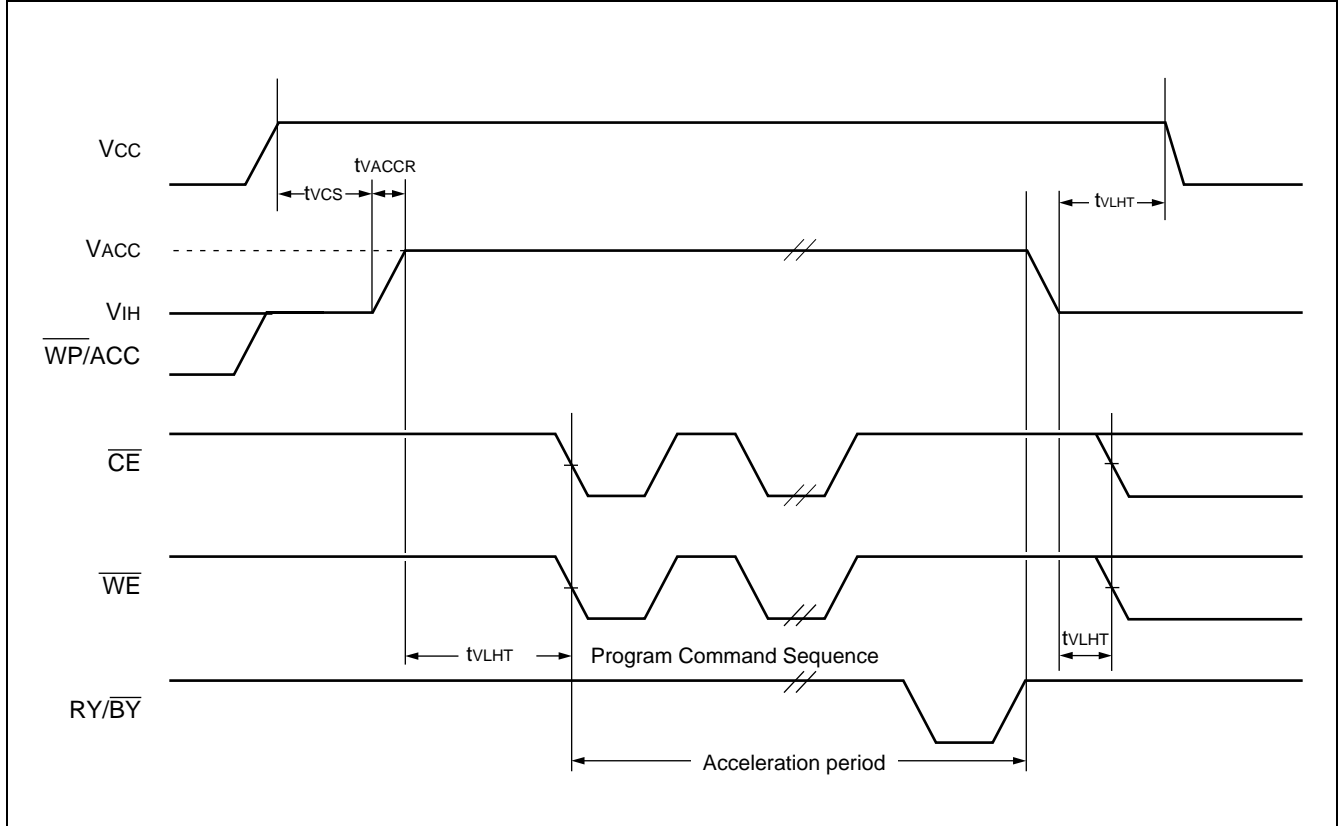 VCC
tVACCR
tVCS
tVLHT
VACC
VIH
WP/ACC
CE
WE
tVLHT
Program Command Sequence
tVLHT
RY/BY
Acceleration period